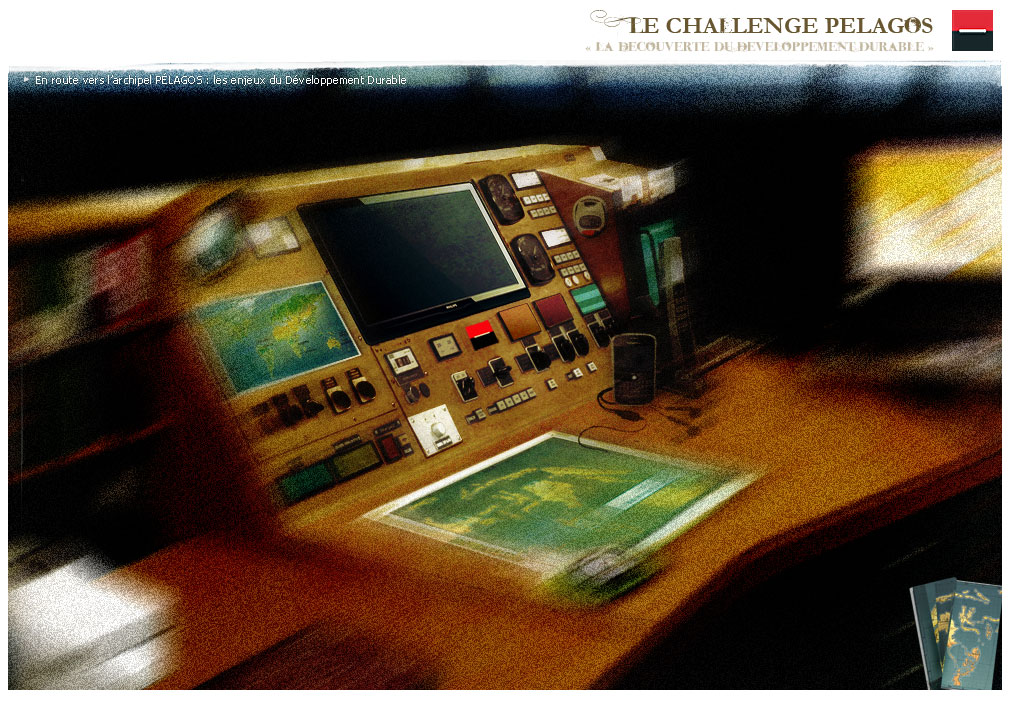 LE CHALLENGE PELAGOS
« LA DECOUVERTE DU DEVELOPPEMENT DURABLE »
En route vers l'archipel PELAGOS : les enjeux du Développement Durable